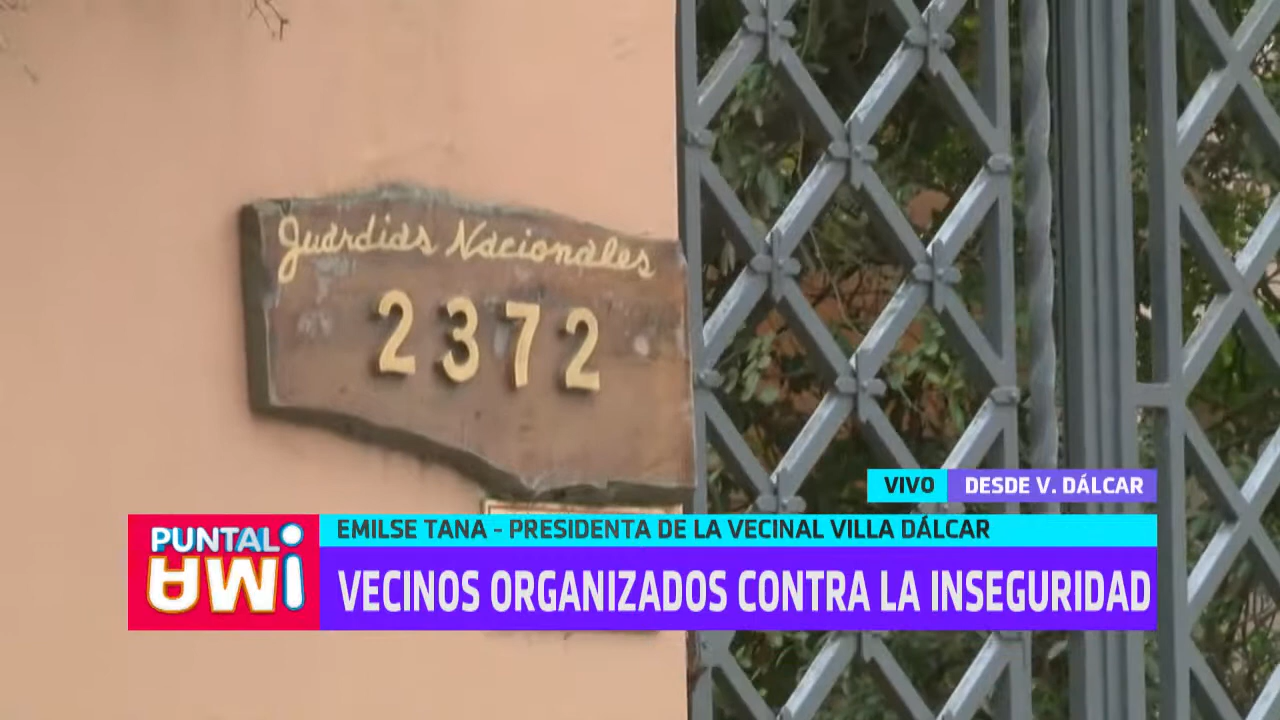 Guardias Nacionales
2372
VIVO
DESDE V. DÁLCAR
PUNTAL
AMi
EMILSE TANA - PRESIDENTA DE LA VECINAL VILLA DÁLCAR
VECINOS ORGANIZADOS CONTRA LA INSEGURIDAD